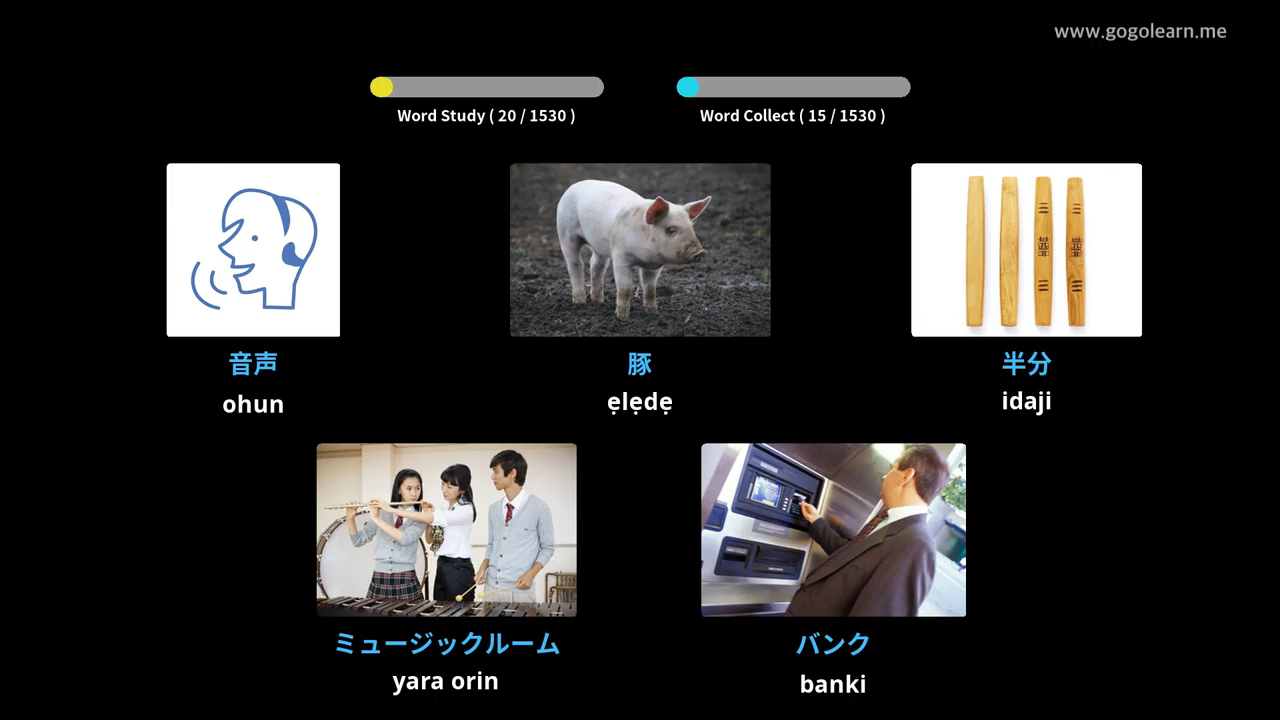 www.gogolearn.me
Word Study ( 20 / 1530 )
Word Collect ( 15 / 1530 )
音声
ohun
豚
ẹlẹdẹ
半分
idaji
ミュージックルーム
yara orin
バンク
banki